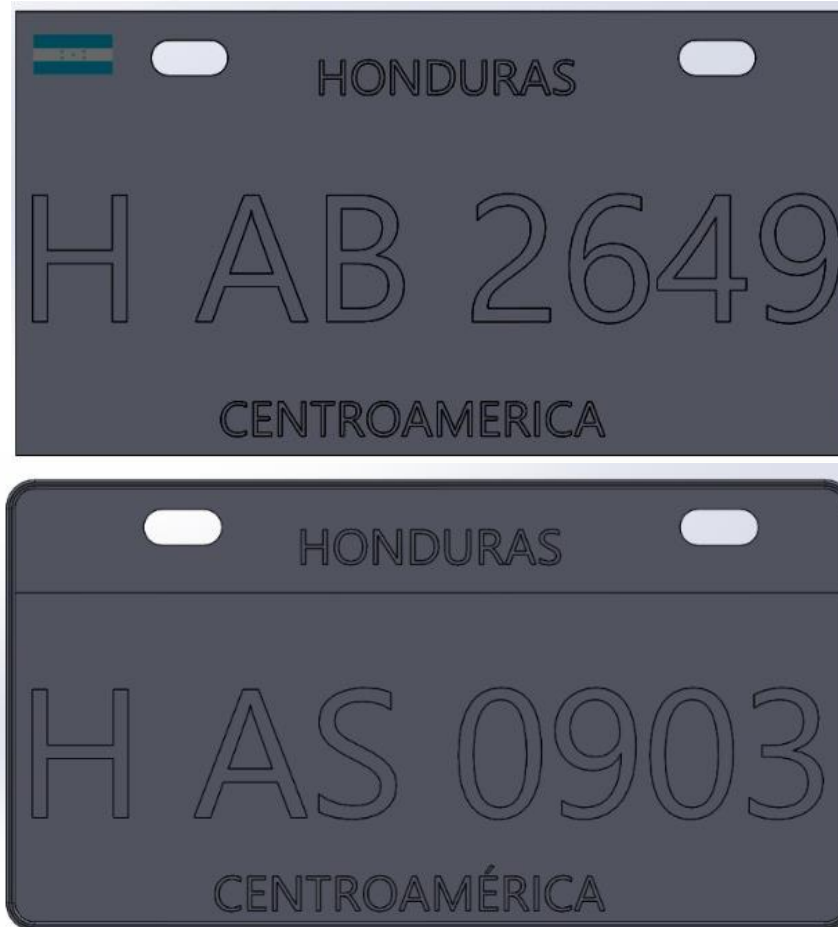 HONDURAS
H AB 2649
CENTROAMERICA
HONDURAS
H AS 0903
CENTROAMÉRICA